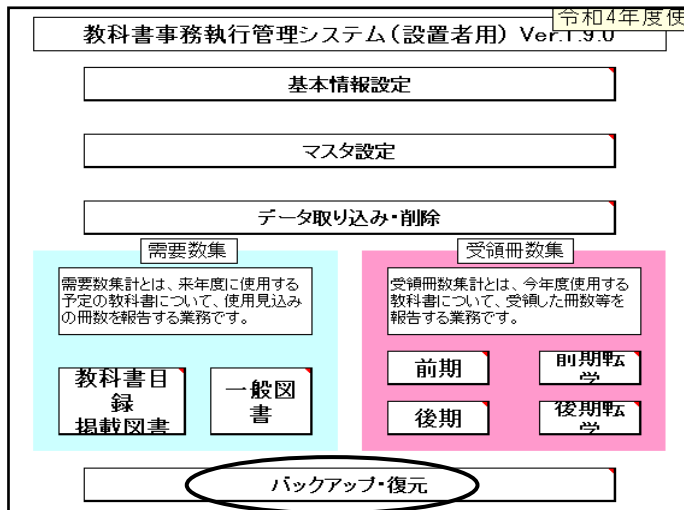 令和4年度使
教科書事務執行管理システム(設置者用) Ver.1.9.0
基本情報設定
マスタ設定
データ取り込み・削除
需要数集
需要数集計とは、来年度に使用する
予定の教科書について、使用見込み
の冊数を報告する業務です。
教科書目
録
掲載図書
一般図
書
受領冊数集
受領冊数集計とは、今年度使用する
教科書について、受領した冊数等を
報告する業務です。
前期
前期転
学
後期
後期転
学
バックアップ・復元